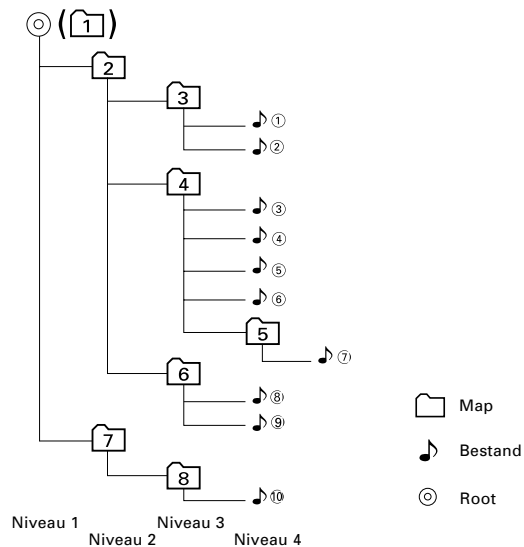 (1)
2
3
①
②
4
③
④
⑤
⑥
5
⑦
6
⑧
⑨
7
8
⑩
Map
Bestand
Root
Niveau 1
Niveau 2
Niveau 3
Niveau 4